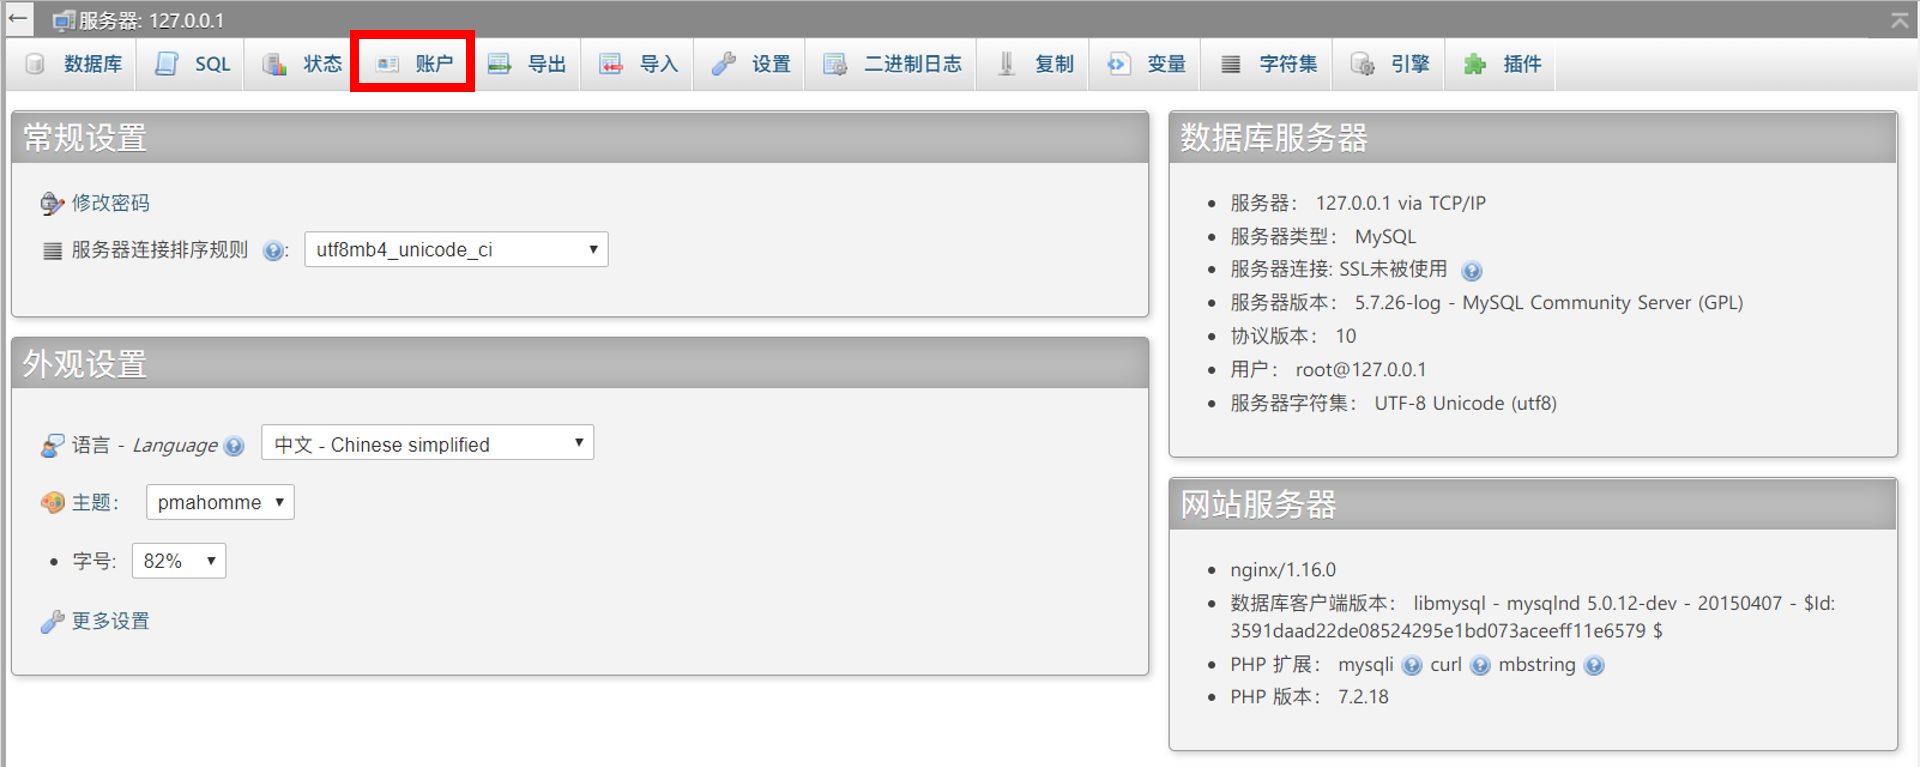 服务器: 127.0.0.1
数据库 SQL 状态 账户 导出 导入 设置 二进制日志 复制 变量 字符集 引擎 插件
常规设置
修改密码
服务器连接排序规则 : utf8mb4_unicode_ci
外观设置
语言 - Language 中文 - Chinese simplified
主题: pmahomme
字号: 82%
更多设置
数据库服务器
服务器: 127.0.0.1 via TCP/IP
服务器类型: MySQL
服务器连接: SSL未被使用
服务器版本: 5.7.26-log - MySQL Community Server (GPL)
协议版本: 10
用户: root@127.0.0.1
服务器字符集: UTF-8 Unicode (utf8)
网站服务器
nginx/1.16.0
数据库客户端版本: libmysql - mysqlnd 5.0.12-dev - 20150407 - $Id:
3591daad22de08524295e1bd073aceeff11e6579 $
PHP 扩展: mysqli curl mbstring
PHP 版本: 7.2.18